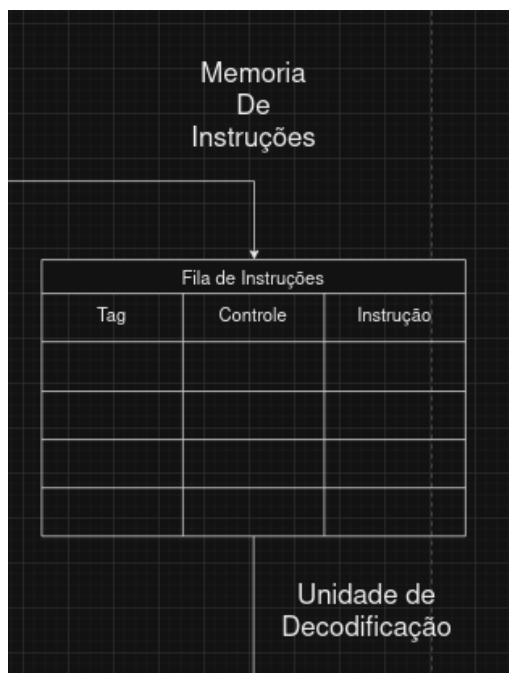 Memoria
De
Instruções
Fila de Instruções
Tag Controle Instrução
Unidade de
Decodificação